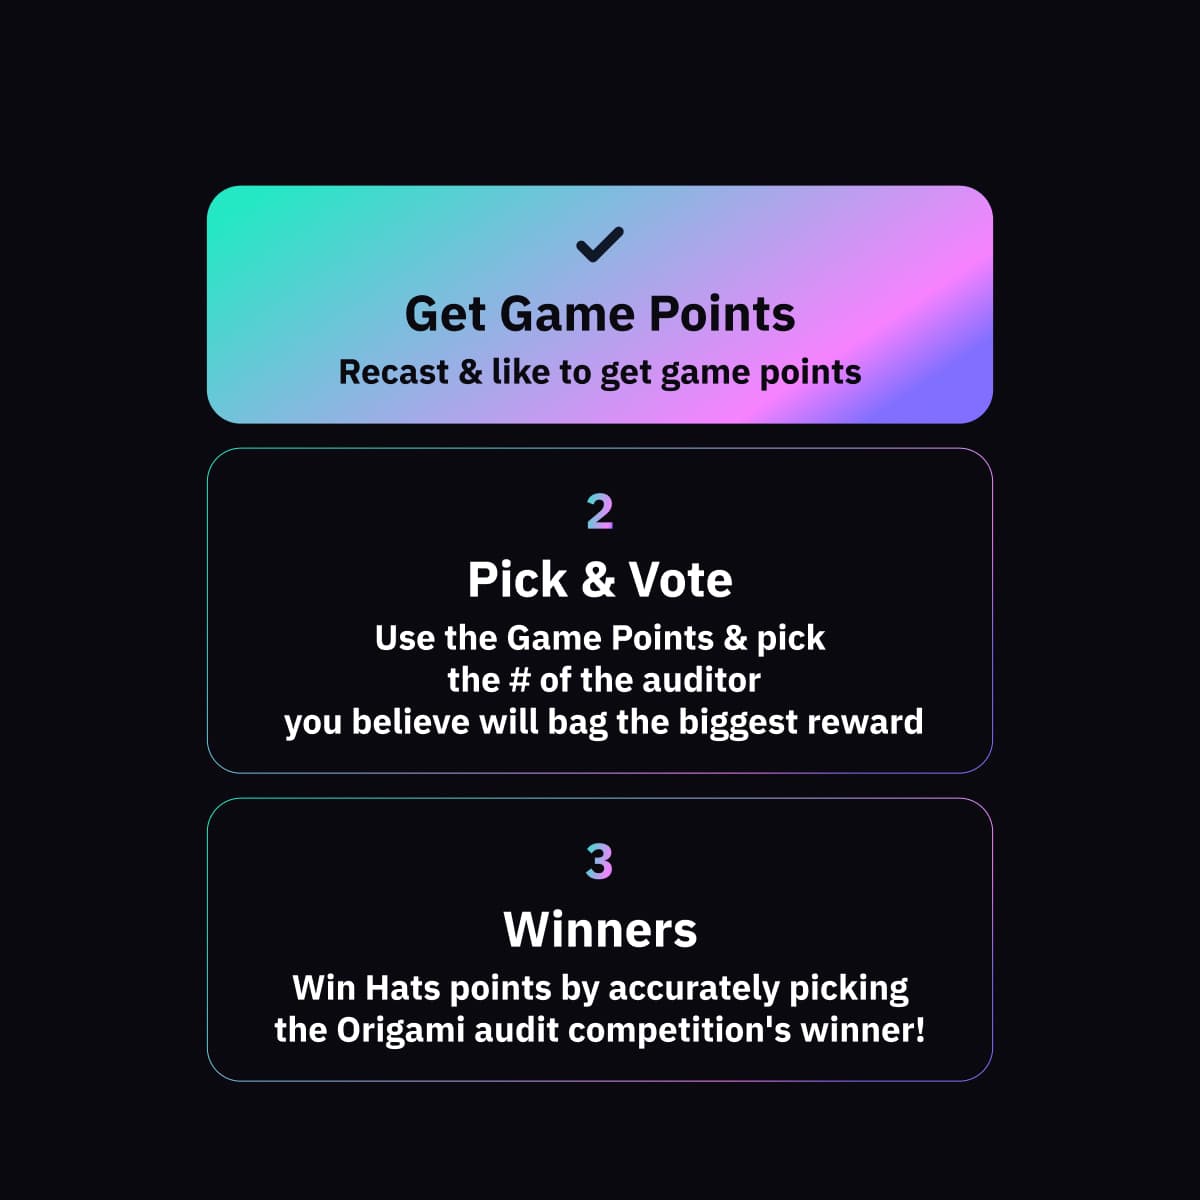 Get Game Points
Recast & like to get game points
2
Pick & Vote
Use the Game Points & pick
the # of the auditor
you believe will bag the biggest reward
3
Winners
Win Hats points by accurately picking
the Origami audit competition's winner!